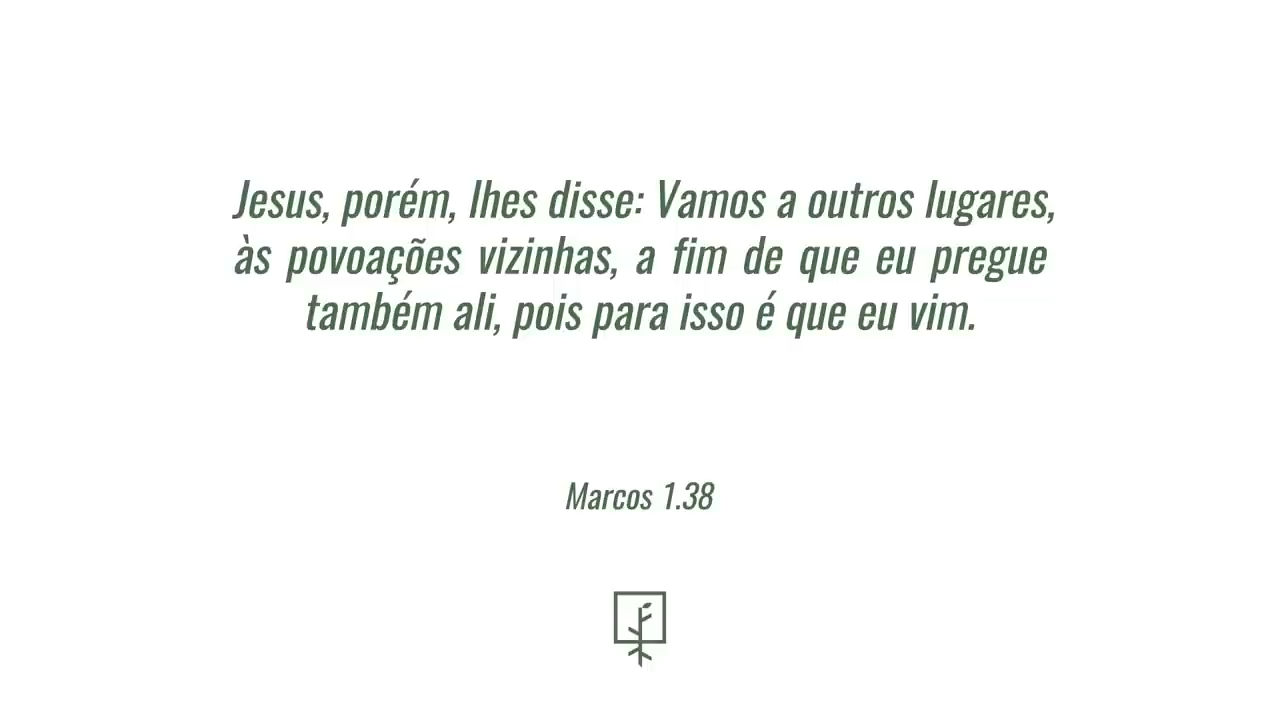 Jesus, porém, lhes disse: Vamos a outros lugares,
às povoações vizinhas, a fim de que eu pregue
também ali, pois para isso é que eu vim.
Marcos 1.38